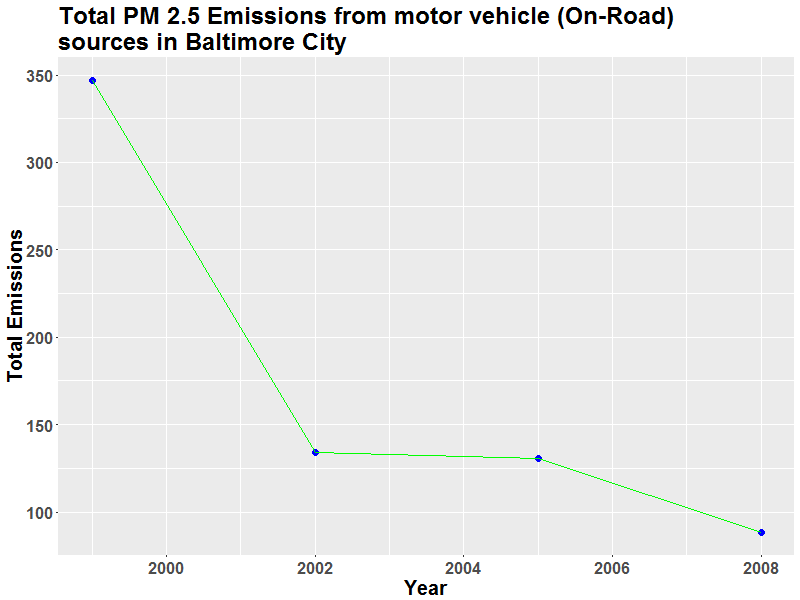 Total PM 2.5 Emissions from motor vehicle (On-Road)
sources in Baltimore City
Total Emissions
350
300
250
200
150
100
2000 2002 2004 2006 2008
Year